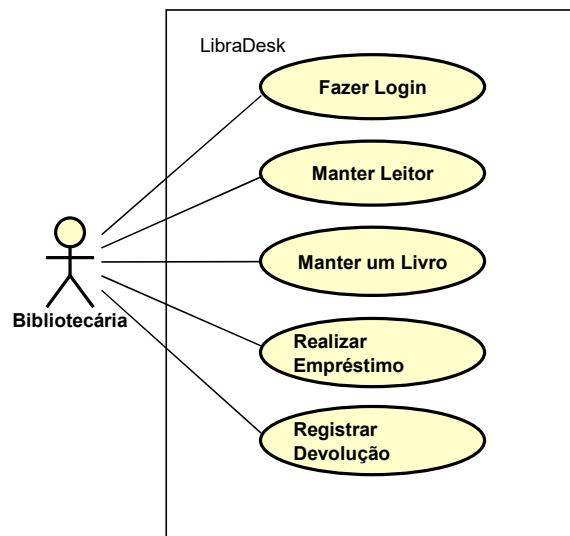 LibraDesk
Fazer Login
Manter Leitor
Manter um Livro
Bibliotecária
Realizar
Empréstimo
Registrar
Devolução